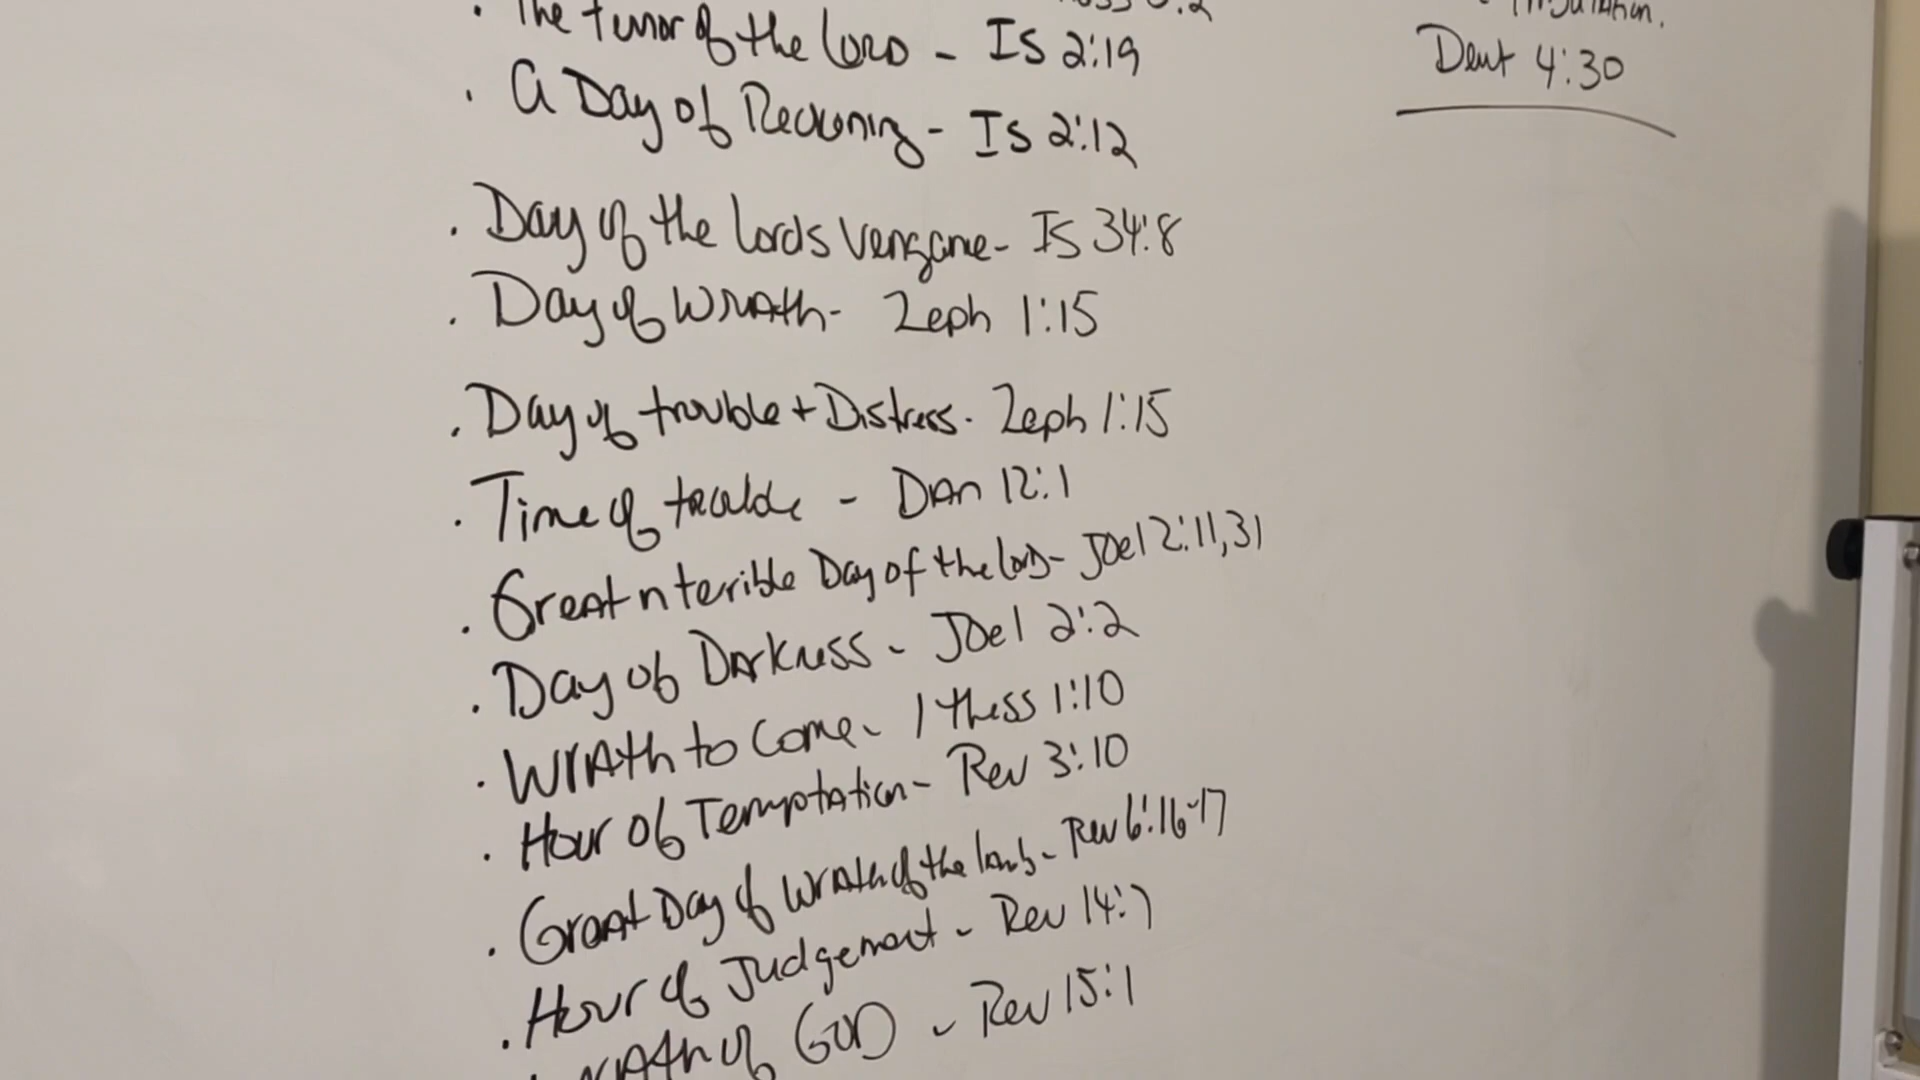 · The terror of the Lord - Is 2:19
· A Day of Reckoning - Is 2:12
· Day of the Lords Vengance - Is 34:8
· Day of Wrath - Zeph 1:15
· Day of trouble + Distress - Zeph 1:15
· Time of trouble - Dan 12:1
· Great n terrible Day of the Lord - Joel 2:11,31
· Day of Darkness - Joel 2:2
· Wrath to Come - 1 Thess 1:10
· Hour of Temptation - Rev 3:10
· Great Day of Wrath of the lamb - Rev 6:16-17
· Hour of Judgement - Rev 14:7
· Wrath of God - Rev 15:1
Deut 4:30